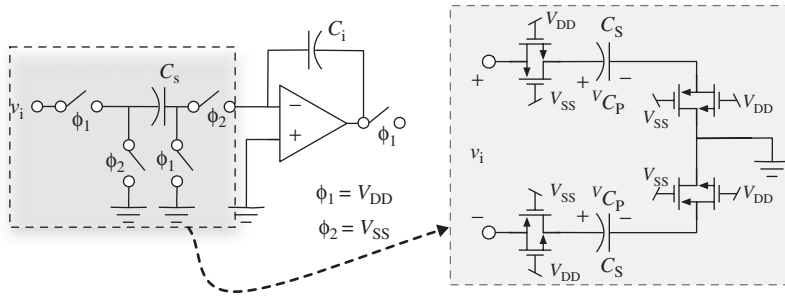 C_i
C_s
v_i
ϕ_1
ϕ_2
−
+
ϕ_2
ϕ_1
ϕ_1
ϕ_1 = V_DD
ϕ_2 = V_SS
V_DD
C_S
+
+
−
V_SS
V_C_P
V_SS
V_DD
v_i
V_SS
V_SS
V_DD
−
+
V_C_P
−
V_DD
C_S